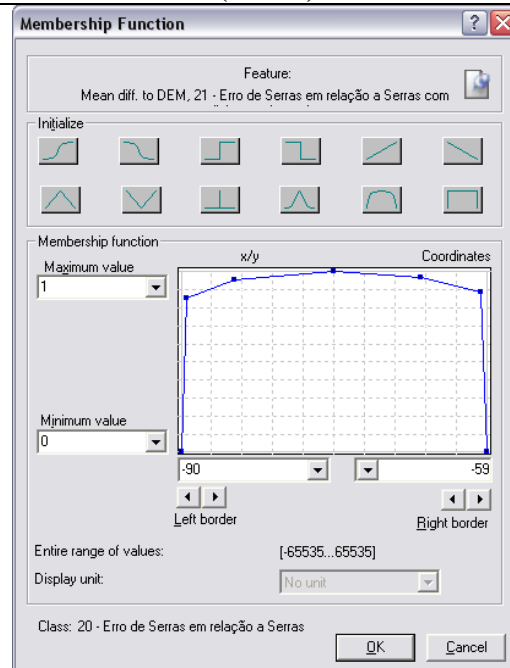 Membership Function
Feature:
Mean diff. to DEM, 21 - Erro de Serras em relação a Serras com
Initialize
Membership function
x/y
Coordinates
Maximum value
1
Minimum value
0
-90
-59
Left border
Right border
Entire range of values:
[-65535...65535]
Display unit:
No unit
Class: 20 - Erro de Serras em relação a Serras
OK
Cancel